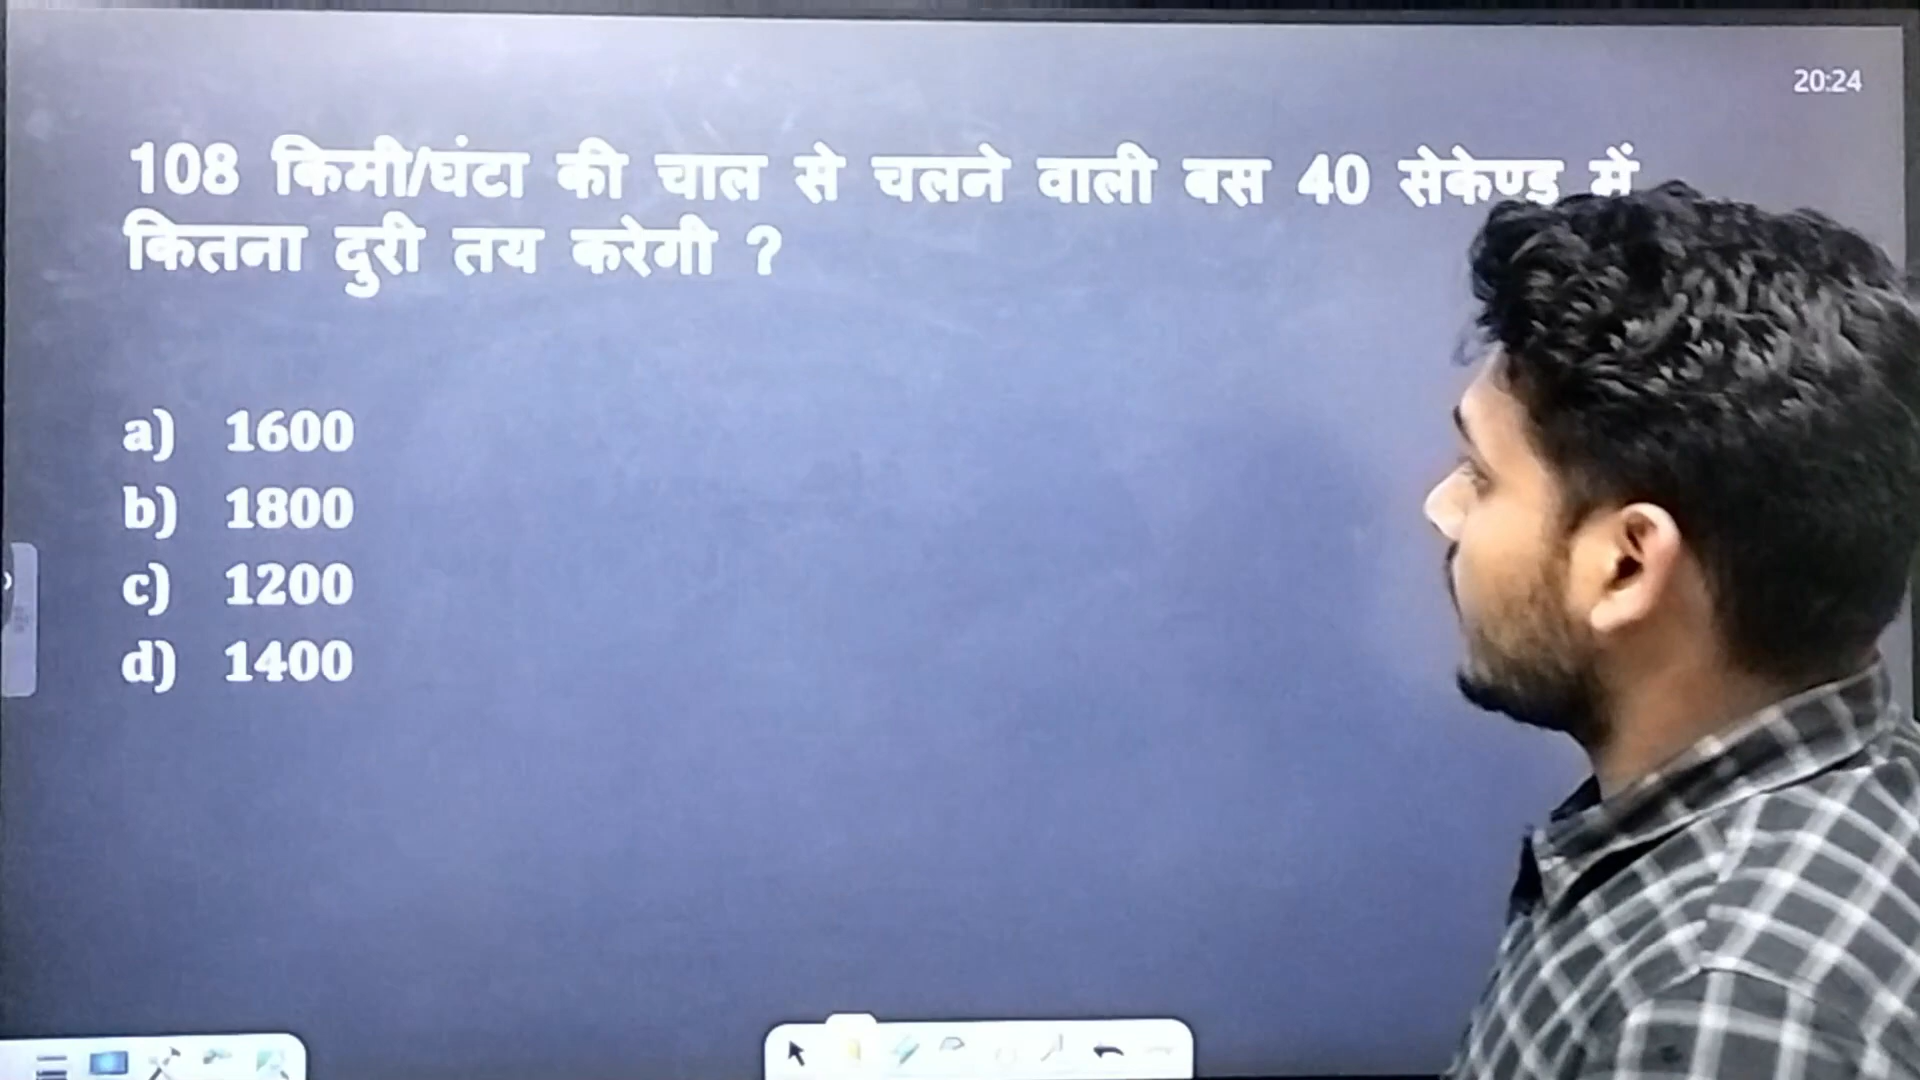 20:24
108 किमी/घंटा की चाल से चलने वाली बस 40 सेकेण्ड में
कितना दुरी तय करेगी ?
a) 1600
b) 1800
c) 1200
d) 1400